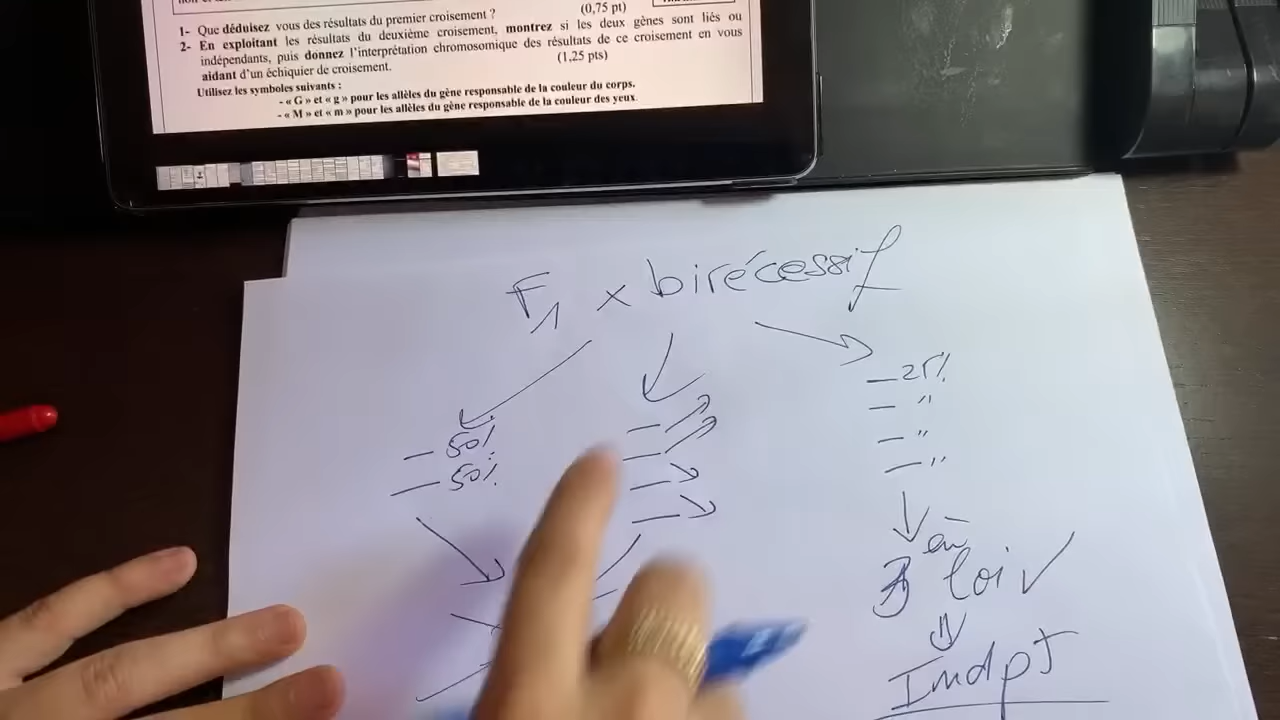 (0,75 pt)
1- Que déduisez vous des résultats du premier croisement ?
2- En exploitant les résultats du deuxième croisement, montrez si les deux gènes sont liés ou
indépendants, puis donnez l'interprétation chromosomique des résultats de ce croisement en vous
aidant d'un échiquier de croisement.
(1,25 pts)
Utilisez les symboles suivants :
- « G » et « g » pour les allèles du gène responsable de la couleur du corps.
- « M » et « m » pour les allèles du gène responsable de la couleur des yeux.
F1 x birécessif
- 50%
- 50%
- 25%
- "
- "
- "
3 loi ✓
Indpt